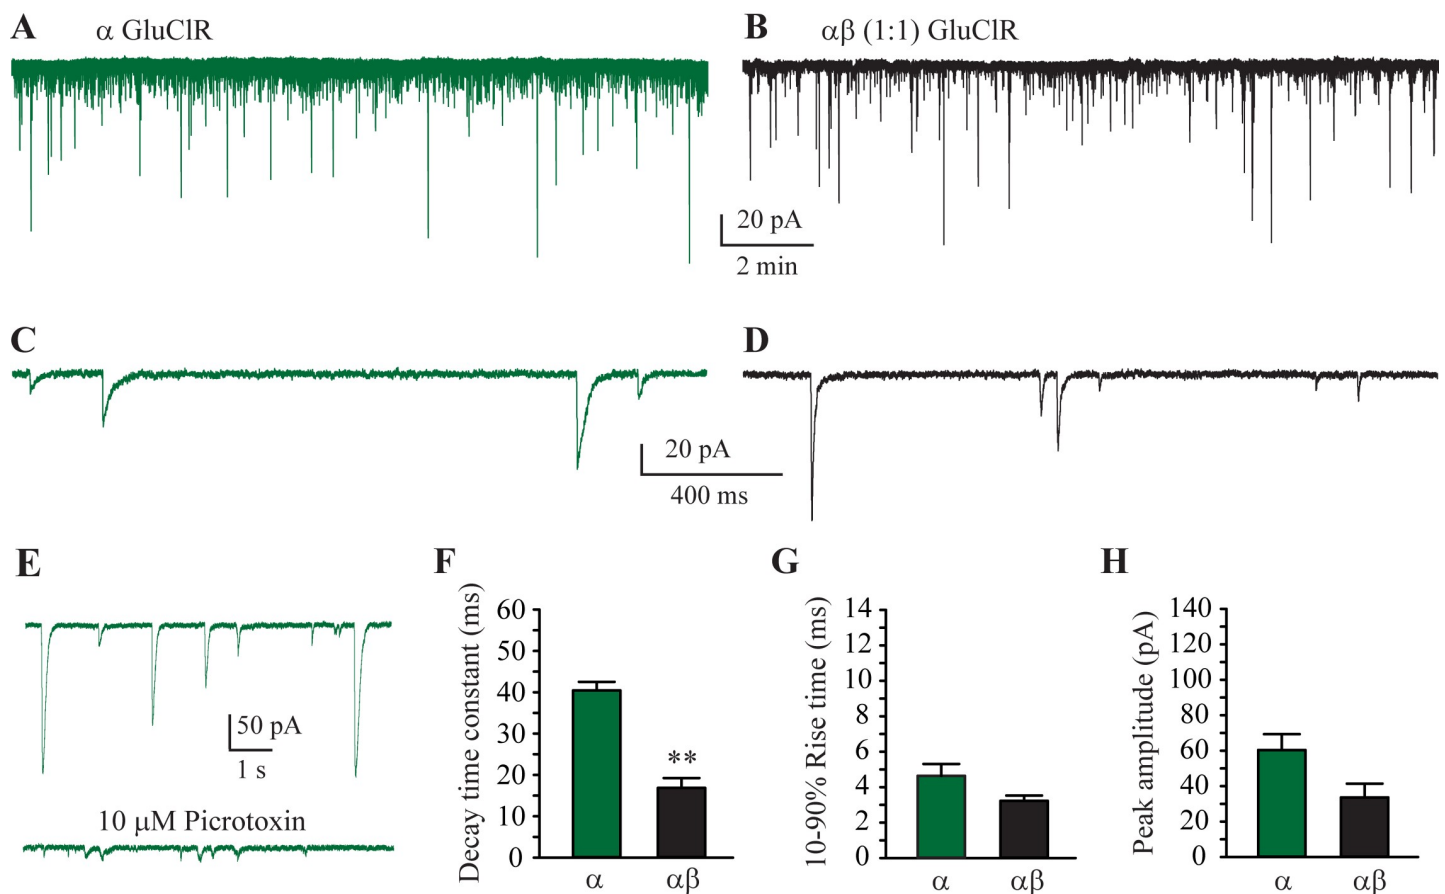 A
α GluClR
B
αβ (1:1) GluClR
20 pA
2 min
C
D
20 pA
400 ms
E
50 pA
1 s
10 μM Picrotoxin
F
Decay time constant (ms)
60
50
40
30
20
10
0
**
α
αβ
G
10-90% Rise time (ms)
14
12
10
8
6
4
2
0
α
αβ
H
Peak amplitude (pA)
140
120
100
80
60
40
20
0
α
αβ